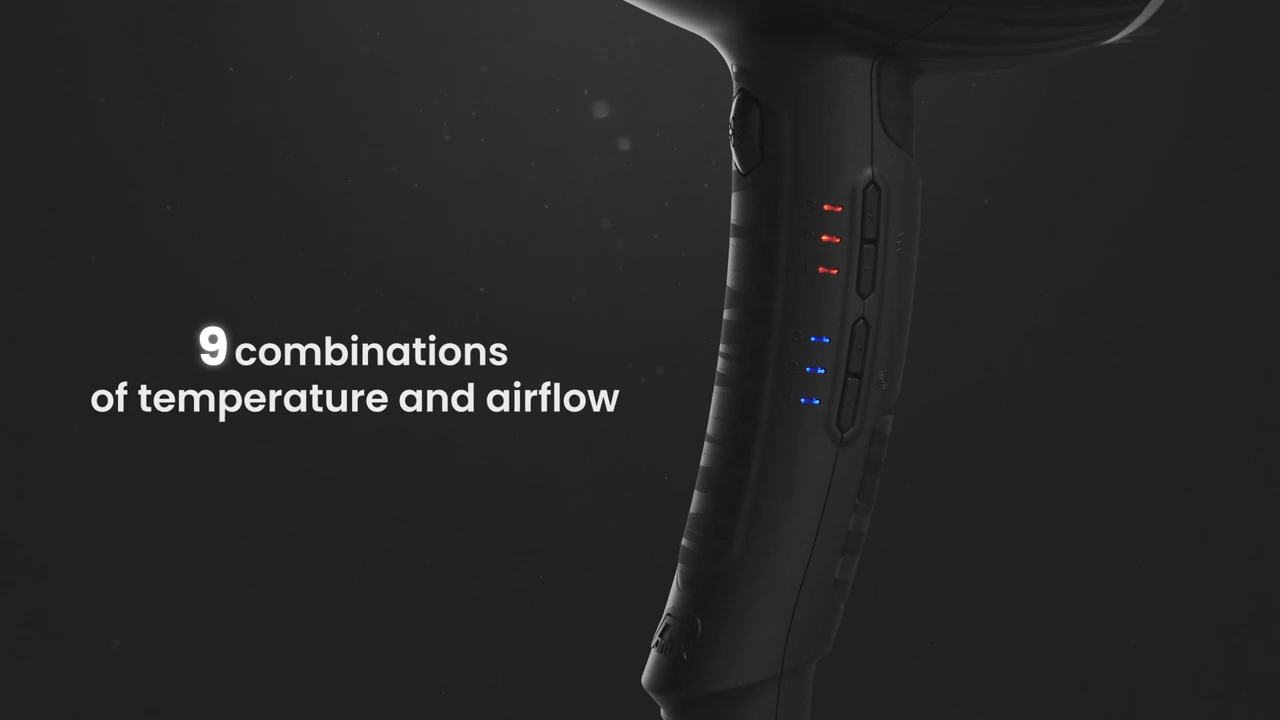 9 combinations
of temperature and airflow